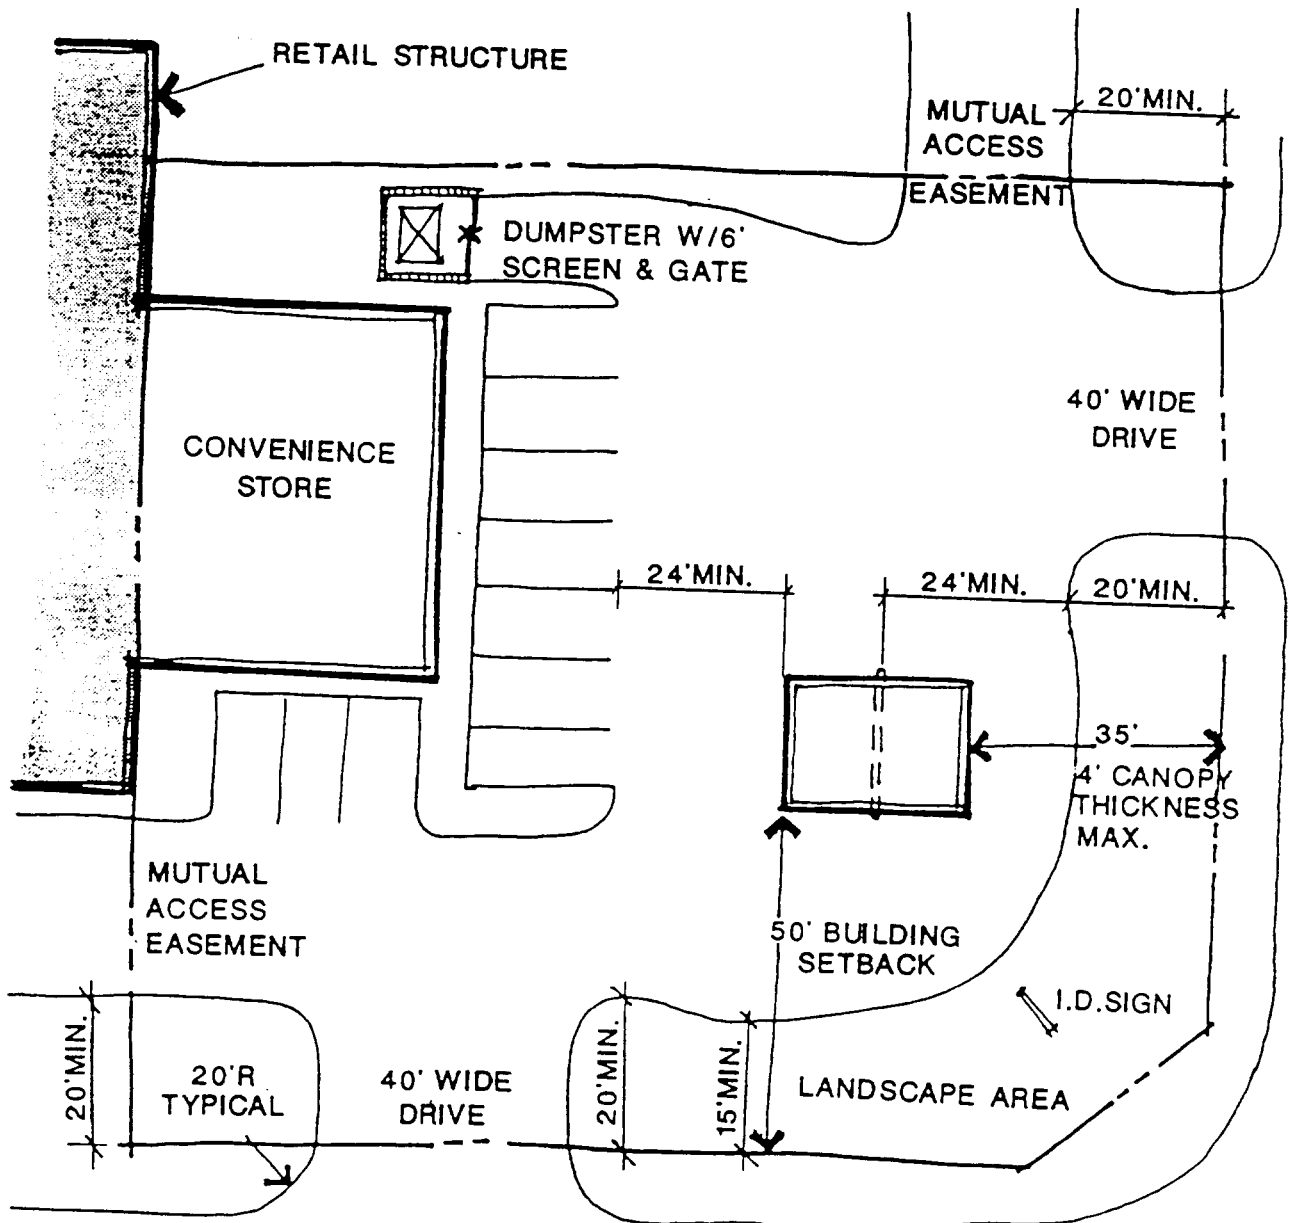 RETAIL STRUCTURE
20'MIN.
MUTUAL
ACCESS
EASEMENT
DUMPSTER W/6'
SCREEN & GATE
40' WIDE
DRIVE
CONVENIENCE
STORE
24'MIN.
24'MIN.
20'MIN.
35'
4' CANOPY
THICKNESS
MAX.
MUTUAL
ACCESS
EASEMENT
50' BUILDING
SETBACK
I.D.SIGN
20'MIN.
20'R
TYPICAL
40' WIDE
DRIVE
20'MIN.
15'MIN.
LANDSCAPE AREA